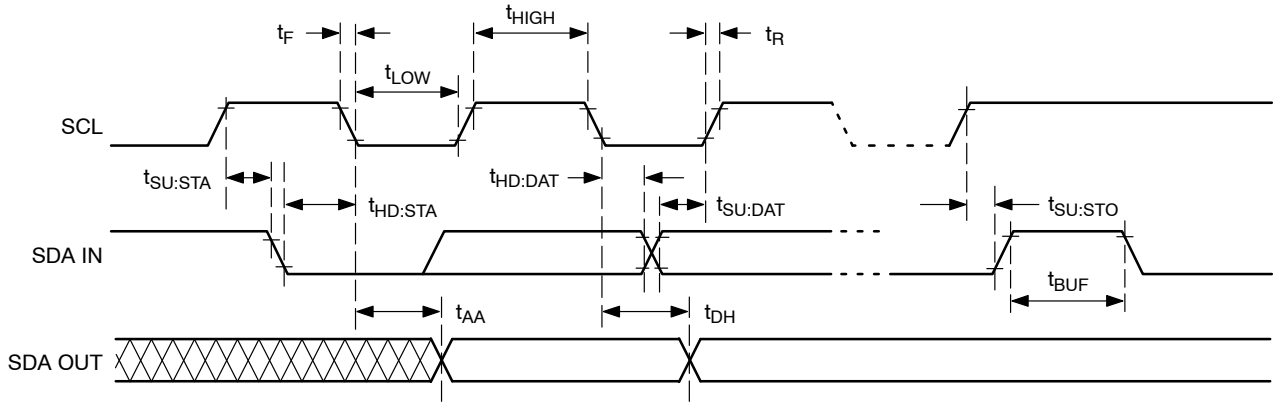 tF
tHIGH
tR
tLOW
SCL
tSU:STA
tHD:STA
tHD:DAT
tSU:DAT
tSU:STO
SDA IN
tBUF
tAA
tDH
SDA OUT